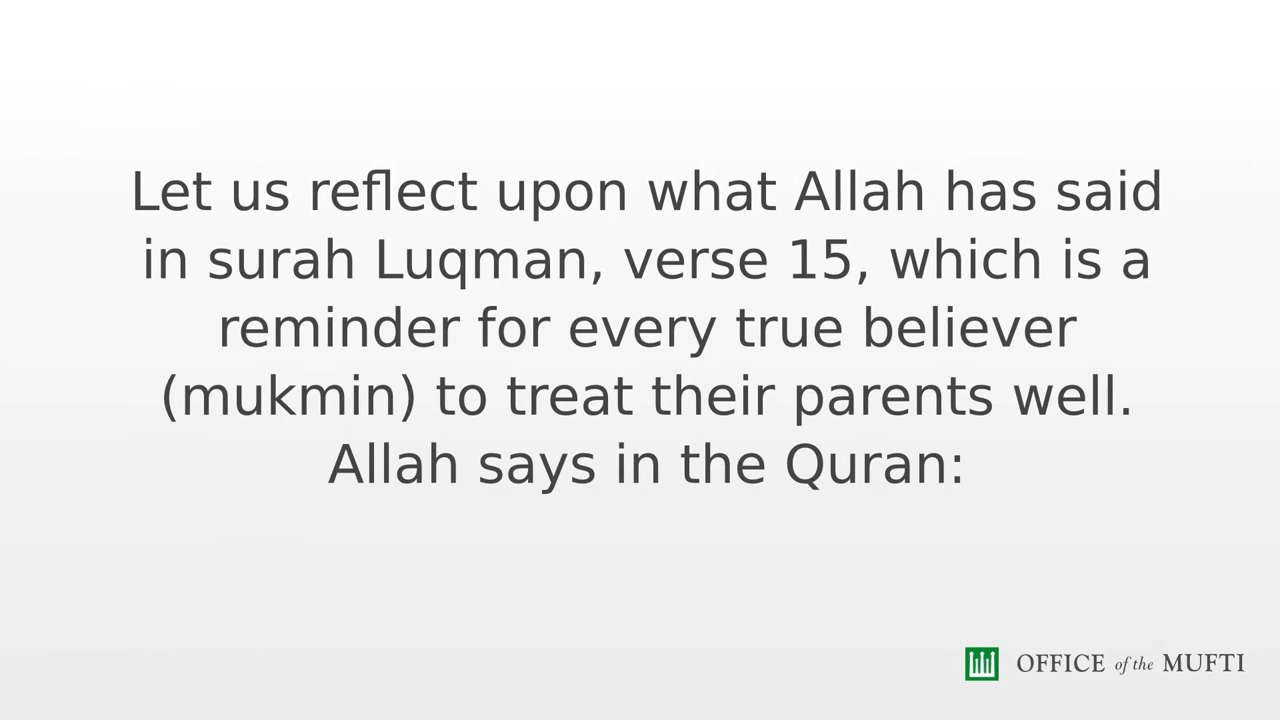 Let us reflect upon what Allah has said
in surah Luqman, verse 15, which is a
reminder for every true believer
(mukmin) to treat their parents well.
Allah says in the Quran:
OFFICE of the MUFTI